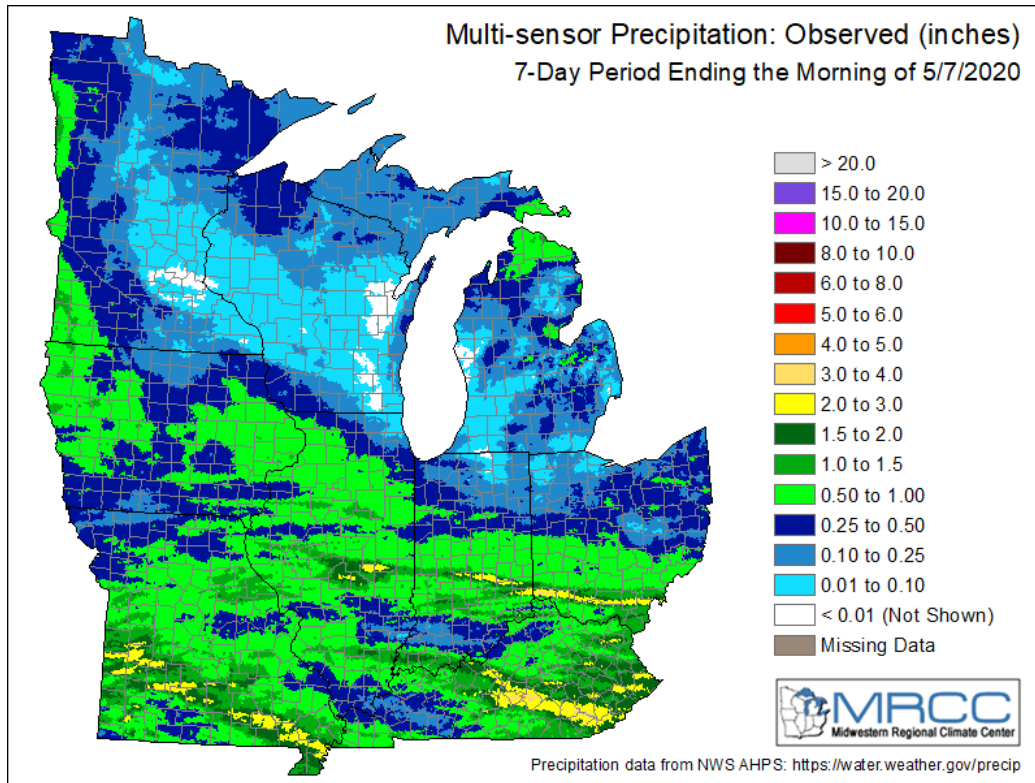 Multi-sensor Precipitation: Observed (inches)
7-Day Period Ending the Morning of 5/7/2020
> 20.0
15.0 to 20.0
10.0 to 15.0
8.0 to 10.0
6.0 to 8.0
5.0 to 6.0
4.0 to 5.0
3.0 to 4.0
2.0 to 3.0
1.5 to 2.0
1.0 to 1.5
0.50 to 1.00
0.25 to 0.50
0.10 to 0.25
0.01 to 0.10
< 0.01 (Not Shown)
Missing Data
MRCC
Midwestern Regional Climate Center
Precipitation data from NWS AHPS: https://water.weather.gov/precip